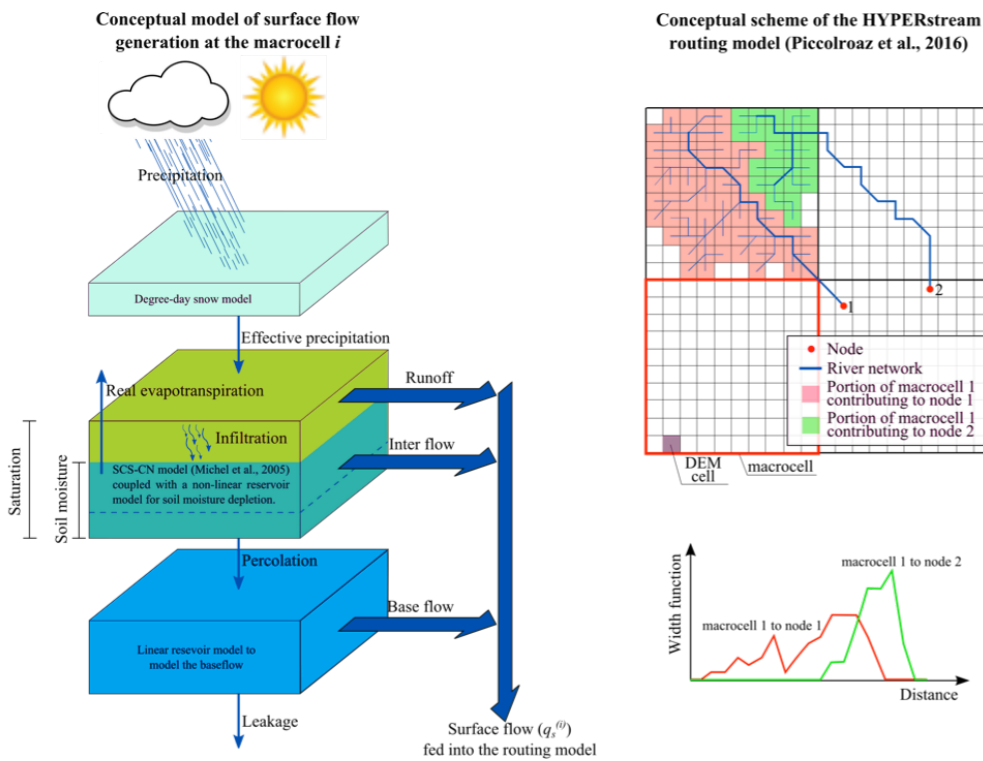 Conceptual model of surface flow
generation at the macrocell i
Precipitation
Degree-day snow model
Effective precipitation
Real evapotranspiration
Runoff
Infiltration
Inter flow
SCS-CN model (Michel et al., 2005)
coupled with a non-linear reservoir
model for soil moisture depletion.
Saturation
Soil moisture
Percolation
Base flow
Linear resevoir model to
model the baseflow
Leakage
Surface flow (qs(i))
fed into the routing model
Conceptual scheme of the HYPERstream
routing model (Piccolroaz et al., 2016)
1
2
Node
River network
Portion of macrocell 1
contributing to node 1
Portion of macrocell 1
contributing to node 2
DEM
cell
macrocell
Width function
macrocell 1 to node 2
macrocell 1 to node 1
Distance